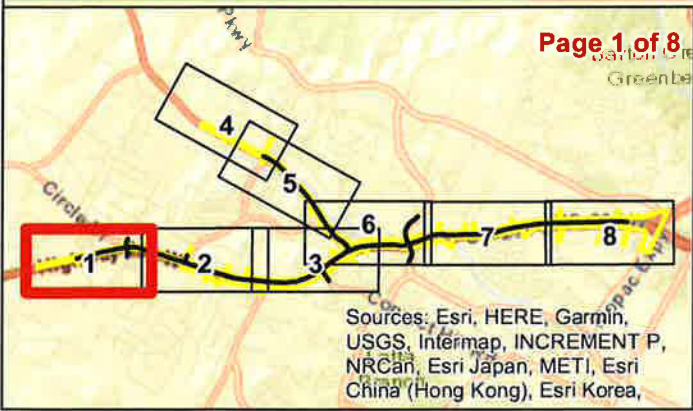 Pkwy
Page 1 of 8
Greenbe
4
5
Circle
6
7
8
1
2
3
Sources: Esri, HERE, Garmin,
USGS, Intermap, INCREMENT P,
NRCan, Esri Japan, METI, Esri
China (Hong Kong), Esri Korea,